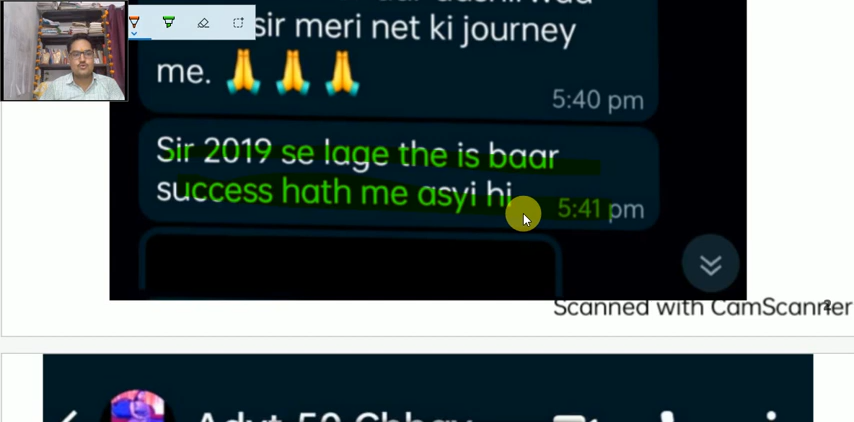 sir meri net ki journey
me. 🙏 🙏 🙏
5:40 pm
Sir 2019 se lage the is baar
success hath me asyi hi
5:41 pm
Scanned with CamScanner
2